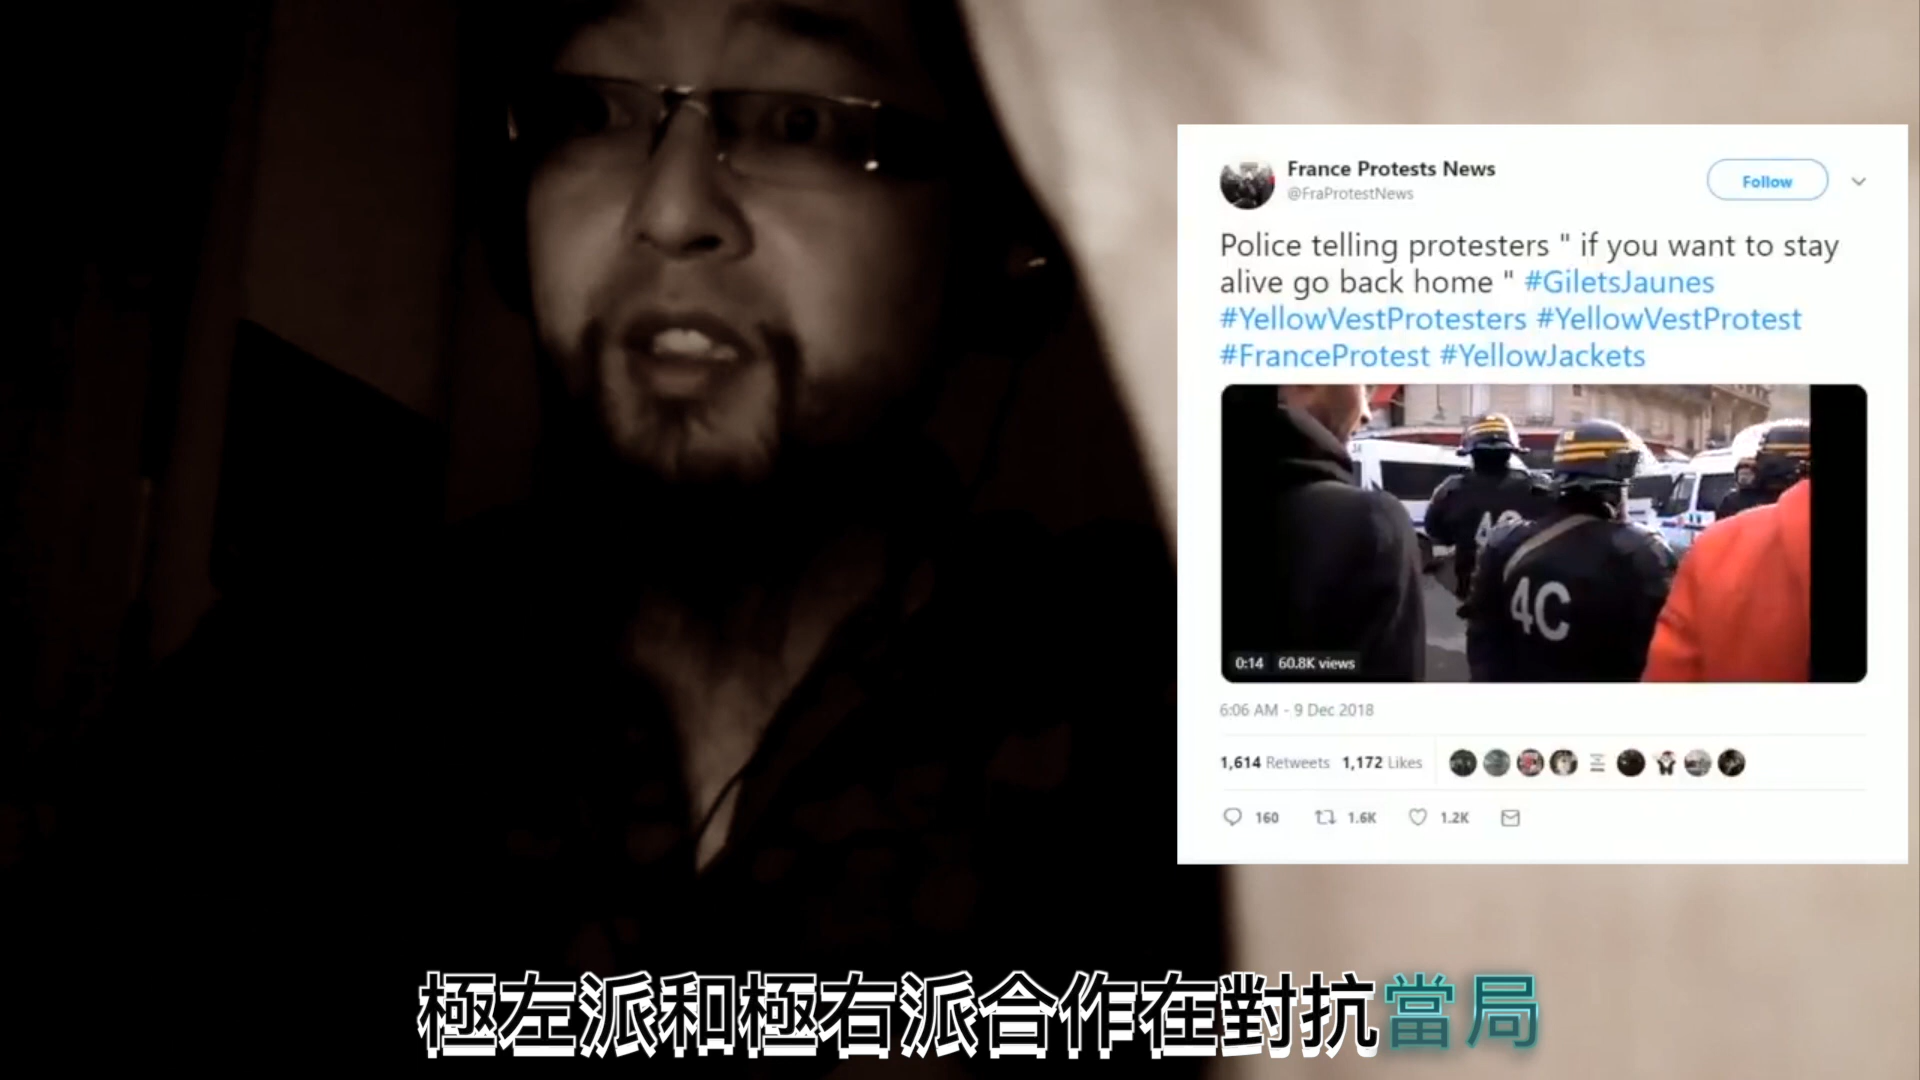 France Protests News
@FraProtestNews
Follow
Police telling protesters " if you want to stay
alive go back home " #GiletsJaunes
#YellowVestProtesters #YellowVestProtest
#FranceProtest #YellowJackets
4C
4C
0:14 60.8K views
6:06 AM - 9 Dec 2018
1,614 Retweets 1,172 Likes
160 1.6K 1.2K
極左派和極右派合作在對抗當局